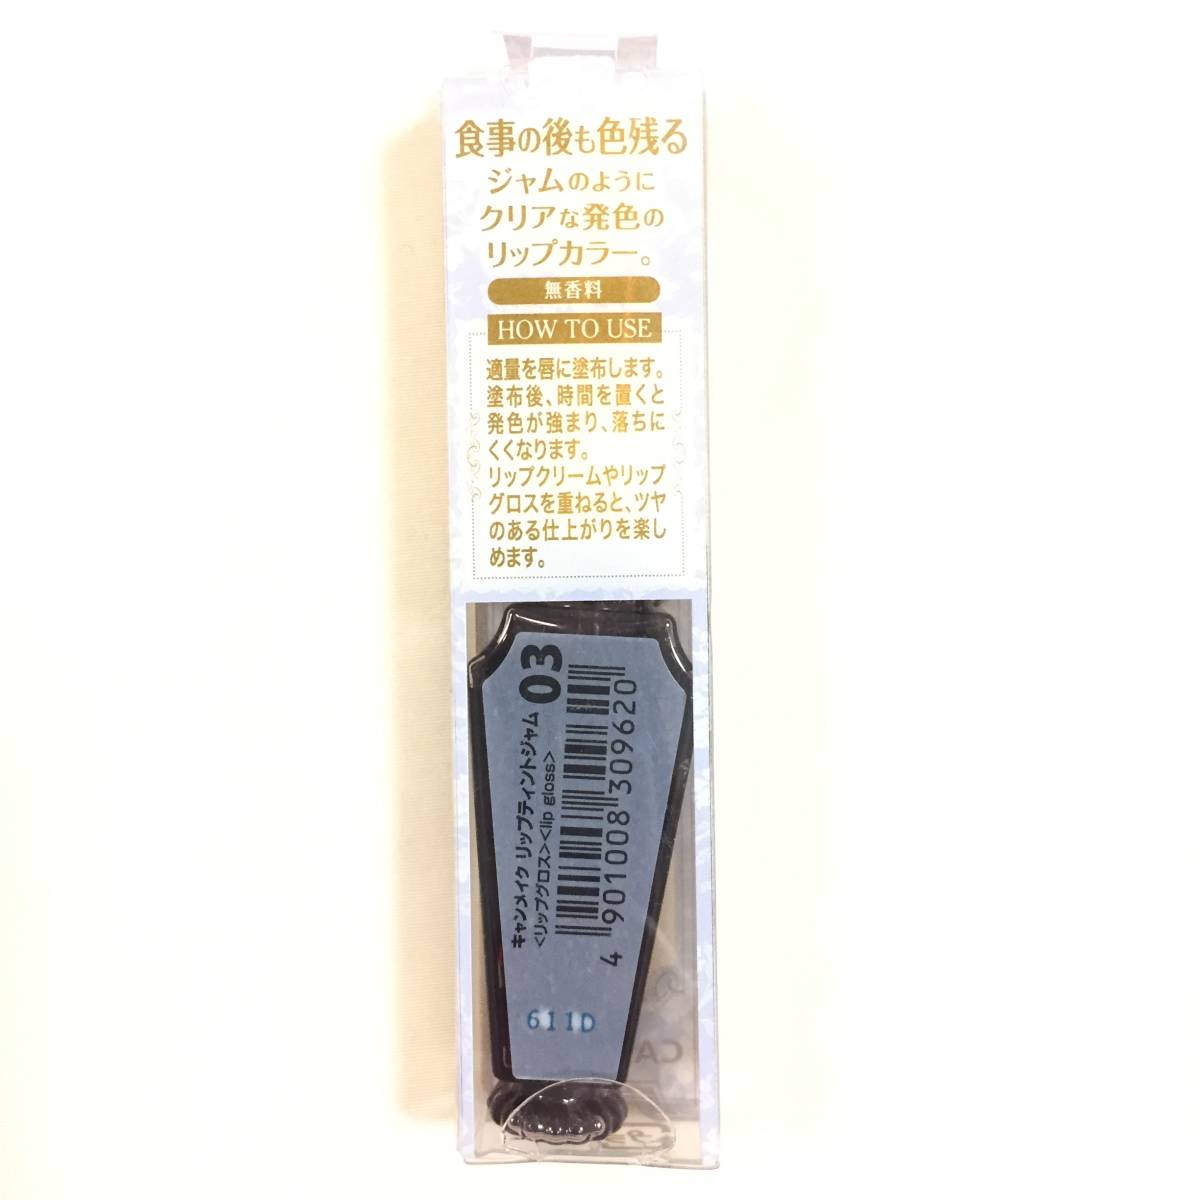 食事の後も色残る
ジャムのように
クリアな発色の
リップカラー。
無香料
HOW TO USE
適量を唇に塗布します。
塗布後、時間を置くと
発色が強まり、落ちに
くくなります。
リップクリームやリップ
グロスを重ねると、ツヤ
のある仕上がりを楽し
めます。
03
キャンメイク リップティントジャム
<リップグロス><lip gloss>
4 901008 309620
611D
CA